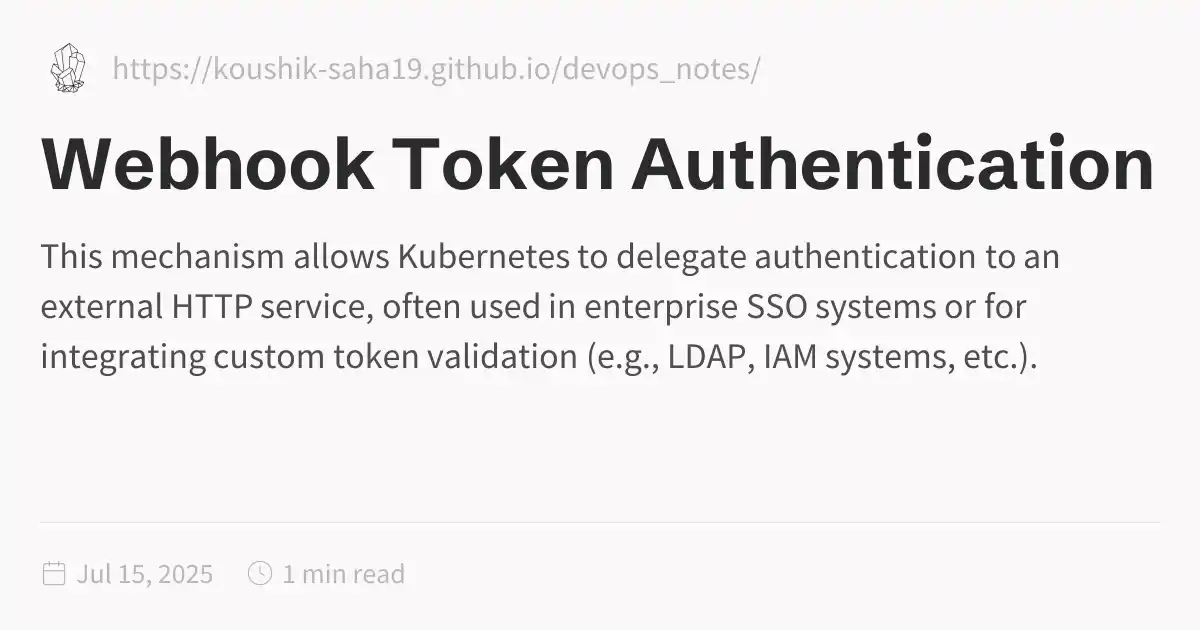 https://koushik-saha19.github.io/devops_notes/
Webhook Token Authentication
This mechanism allows Kubernetes to delegate authentication to an
external HTTP service, often used in enterprise SSO systems or for
integrating custom token validation (e.g., LDAP, IAM systems, etc.).
Jul 15, 2025 1 min read